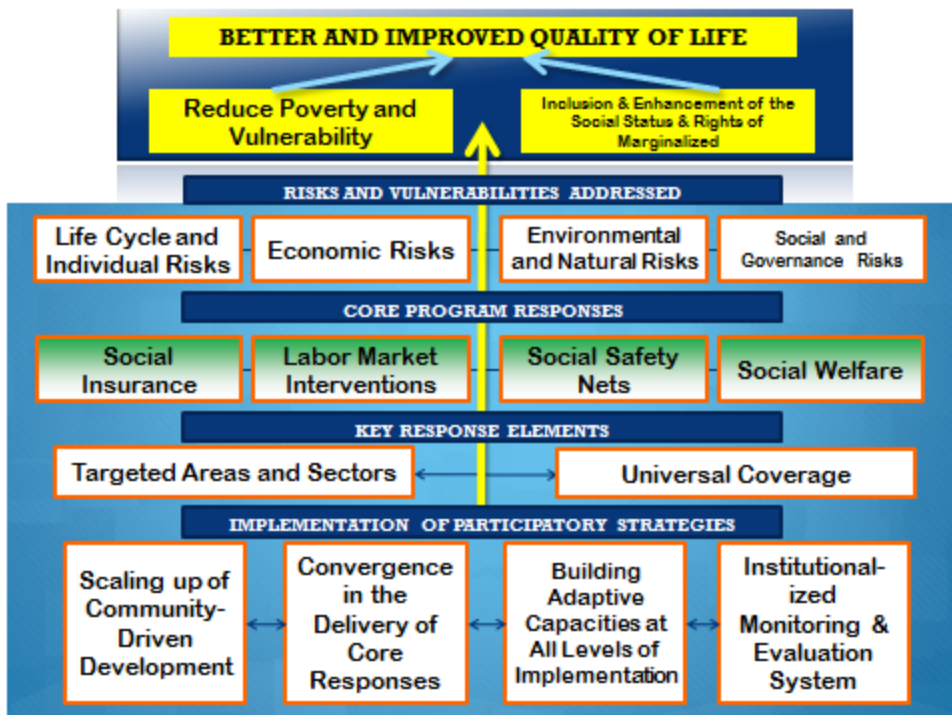 BETTER AND IMPROVED QUALITY OF LIFE
Reduce Poverty and
Vulnerability
Inclusion & Enhancement of the
Social Status & Rights of
Marginalized
RISKS AND VULNERABILITIES ADDRESSED
Life Cycle and
Individual Risks
Economic Risks
Environmental
and Natural Risks
Social and
Governance Risks
CORE PROGRAM RESPONSES
Social
Insurance
Labor Market
Interventions
Social Safety
Nets
Social Welfare
KEY RESPONSE ELEMENTS
Targeted Areas and Sectors
Universal Coverage
IMPLEMENTATION OF PARTICIPATORY STRATEGIES
Scaling up of
Community-
Driven
Development
Convergence
in the
Delivery of
Core
Responses
Building
Adaptive
Capacities at
All Levels of
Implementation
Institutional-
ized
Monitoring &
Evaluation
System